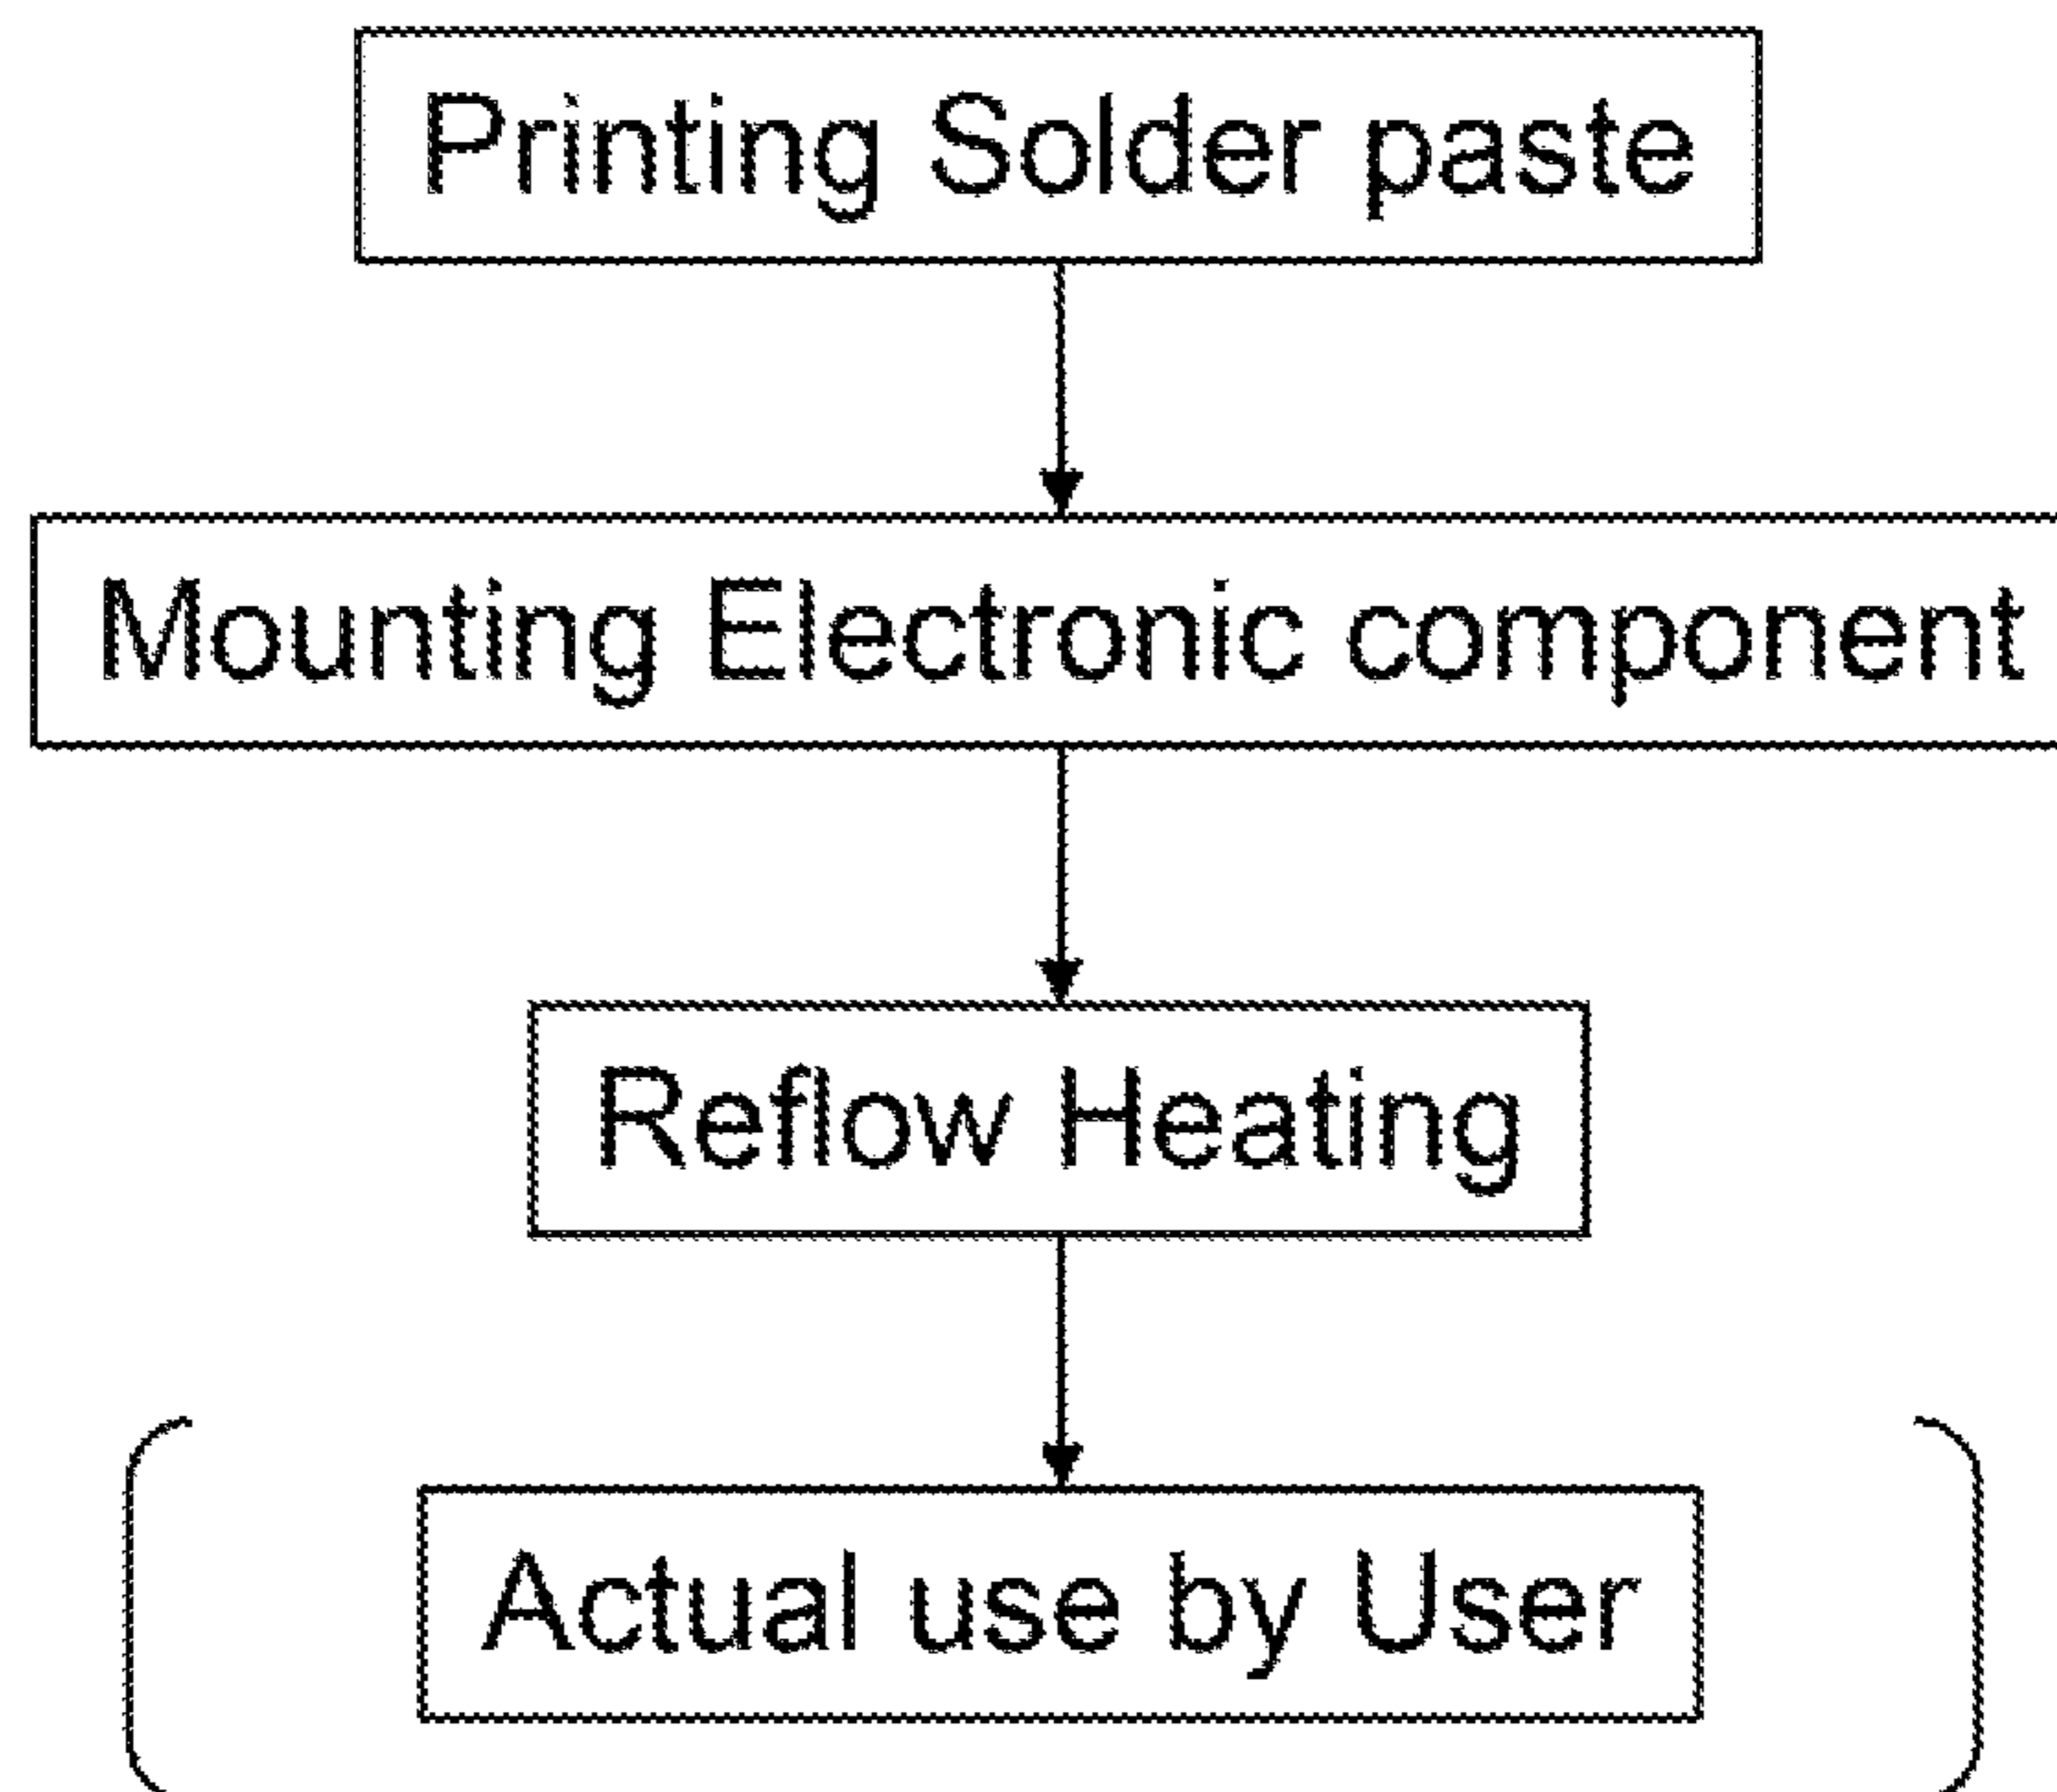 Printing Solder paste
Mounting Electronic component
Reflow Heating
Actual use by User